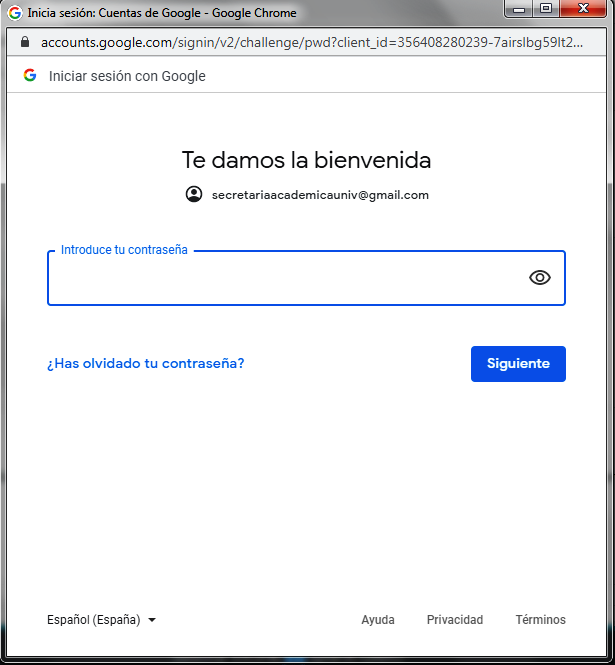 Inicia sesión: Cuentas de Google - Google Chrome
accounts.google.com/signin/v2/challenge/pwd?client_id=356408280239-7airslbg59lt2...
Iniciar sesión con Google
Te damos la bienvenida
secretariaacademicauniv@gmail.com
Introduce tu contraseña
¿Has olvidado tu contraseña?
Siguiente
Español (España)
Ayuda Privacidad Términos